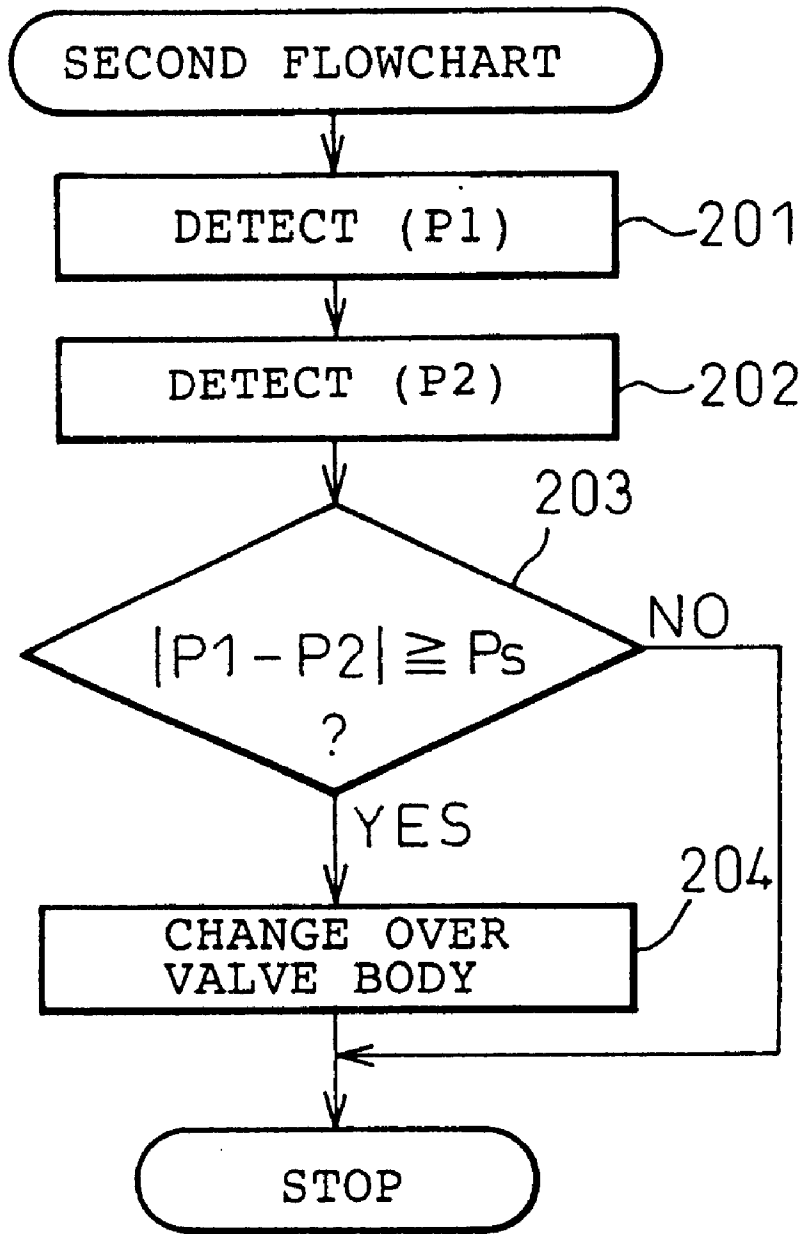 SECOND FLOWCHART
DETECT (P1)
201
DETECT (P2)
202
203
|P1-P2| ≧ Ps
?
NO
YES
204
CHANGE OVER
VALVE BODY
STOP